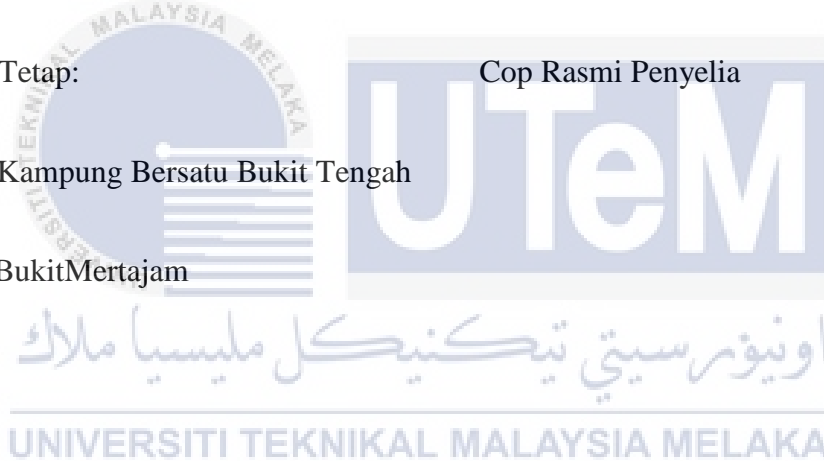 MALAYSIA MELAKA
Tetap:
Cop Rasmi Penyelia
UTeM
Kampung Bersatu Bukit Tengah
BukitMertajam
اونيۏرسيتي تيكنيكل مليسيا ملاك
UNIVERSITI TEKNIKAL MALAYSIA MELAKA